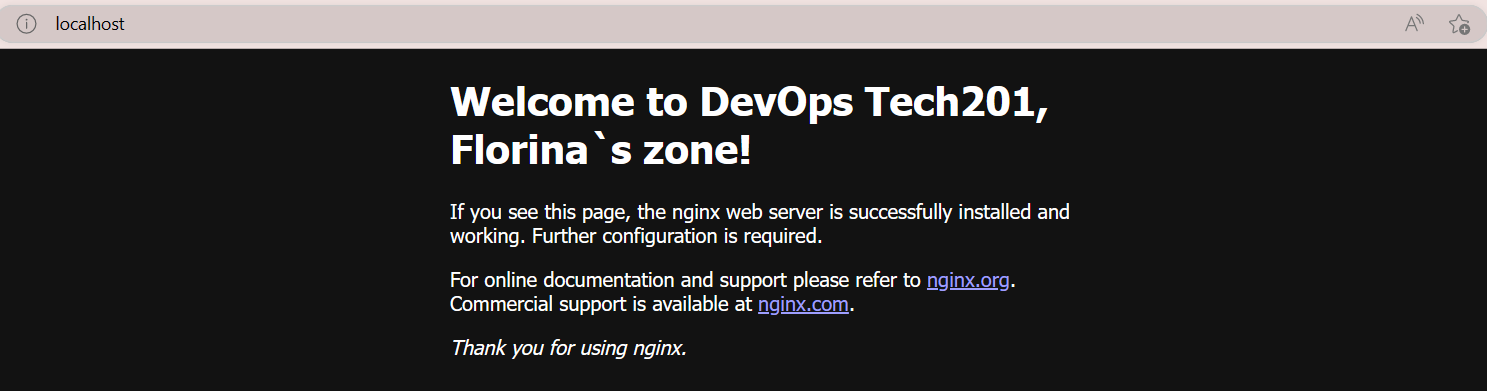 localhost
Welcome to DevOps Tech201,
Florina`s zone!
If you see this page, the nginx web server is successfully installed and
working. Further configuration is required.
For online documentation and support please refer to nginx.org.
Commercial support is available at nginx.com.
Thank you for using nginx.